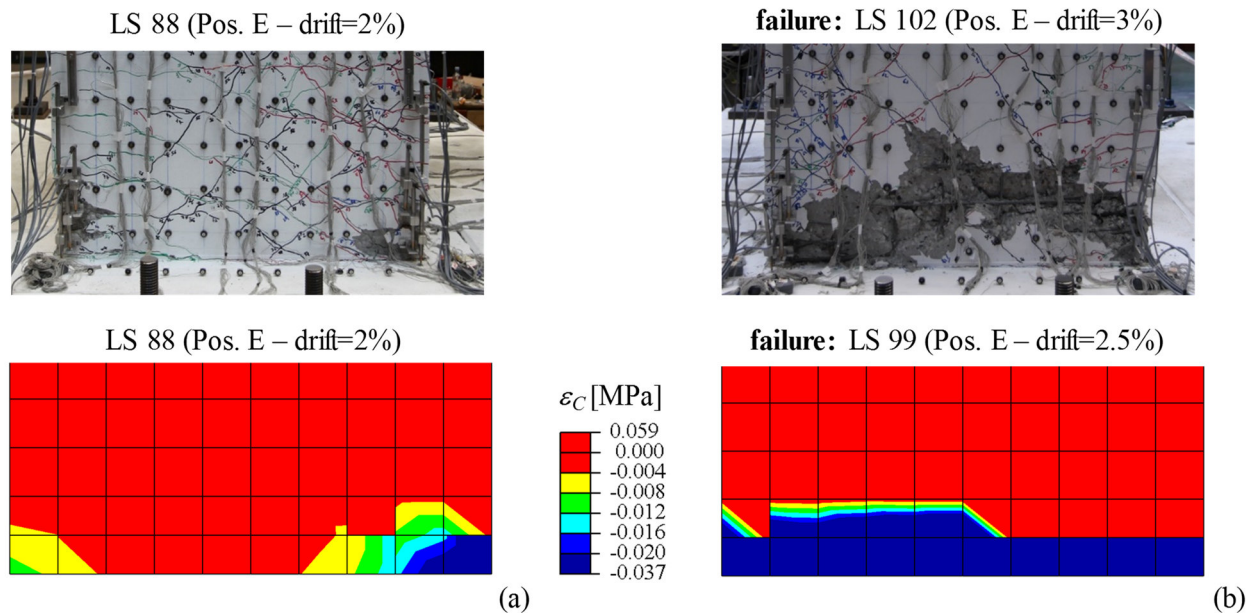 LS 88 (Pos. E – drift=2%)
failure: LS 102 (Pos. E – drift=3%)
LS 88 (Pos. E – drift=2%)
failure: LS 99 (Pos. E – drift=2.5%)
εC [MPa]
0.059
0.000
-0.004
-0.008
-0.012
-0.016
-0.020
-0.037
(a)
(b)